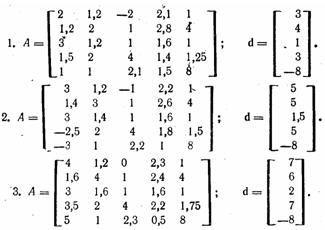 2 1,2 —2 2,1 1 3
1,2 2 1 2,8 4 4
1. A= 3 1,2 1 1,6 1 ; d= 1 .
1,5 2 4 1,4 1,25 3
1 1 2,1 1,5 8 —8
3 1,2 —1 2,2 1 5
1,4 3 1 2,6 4 5
2. A= 3 1,4 1 1,6 1 ; d= 1,5 .
—2,5 2 4 1,8 1,5 5
—3 1 2,2 1 8 —8
4 1,2 0 2,3 1 7
1,6 4 1 2,4 4 6
3. A= 3 1,6 1 1,6 1 ; d= 2 .
3,5 2 4 2,2 1,75 7
5 1 2,3 0,5 8 —8